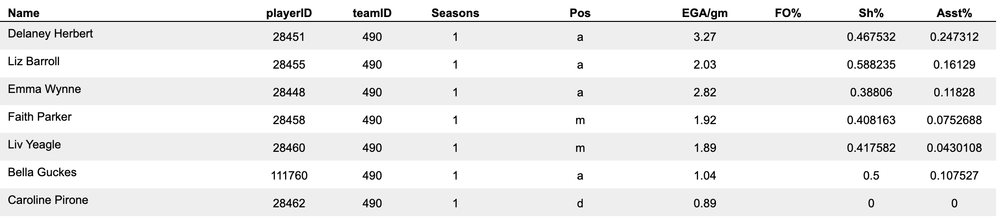 Name playerID teamID Seasons Pos EGA/gm FO% Sh% Asst%
Delaney Herbert 28451 490 1 a 3.27 0.467532 0.247312
Liz Barroll 28455 490 1 a 2.03 0.588235 0.16129
Emma Wynne 28448 490 1 a 2.82 0.38806 0.11828
Faith Parker 28458 490 1 m 1.92 0.408163 0.0752688
Liv Yeagle 28460 490 1 m 1.89 0.417582 0.0430108
Bella Guckes 111760 490 1 a 1.04 0.5 0.107527
Caroline Pirone 28462 490 1 d 0.89 0 0